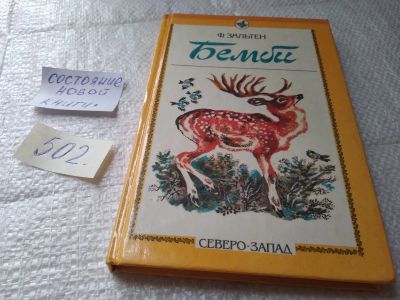 СОСТОЯНИЕ
НОВОЙ
КНИГИ.
502
Ф. ЗАЛЬТЕН
Бемби
СЕВЕРО-ЗАПАД